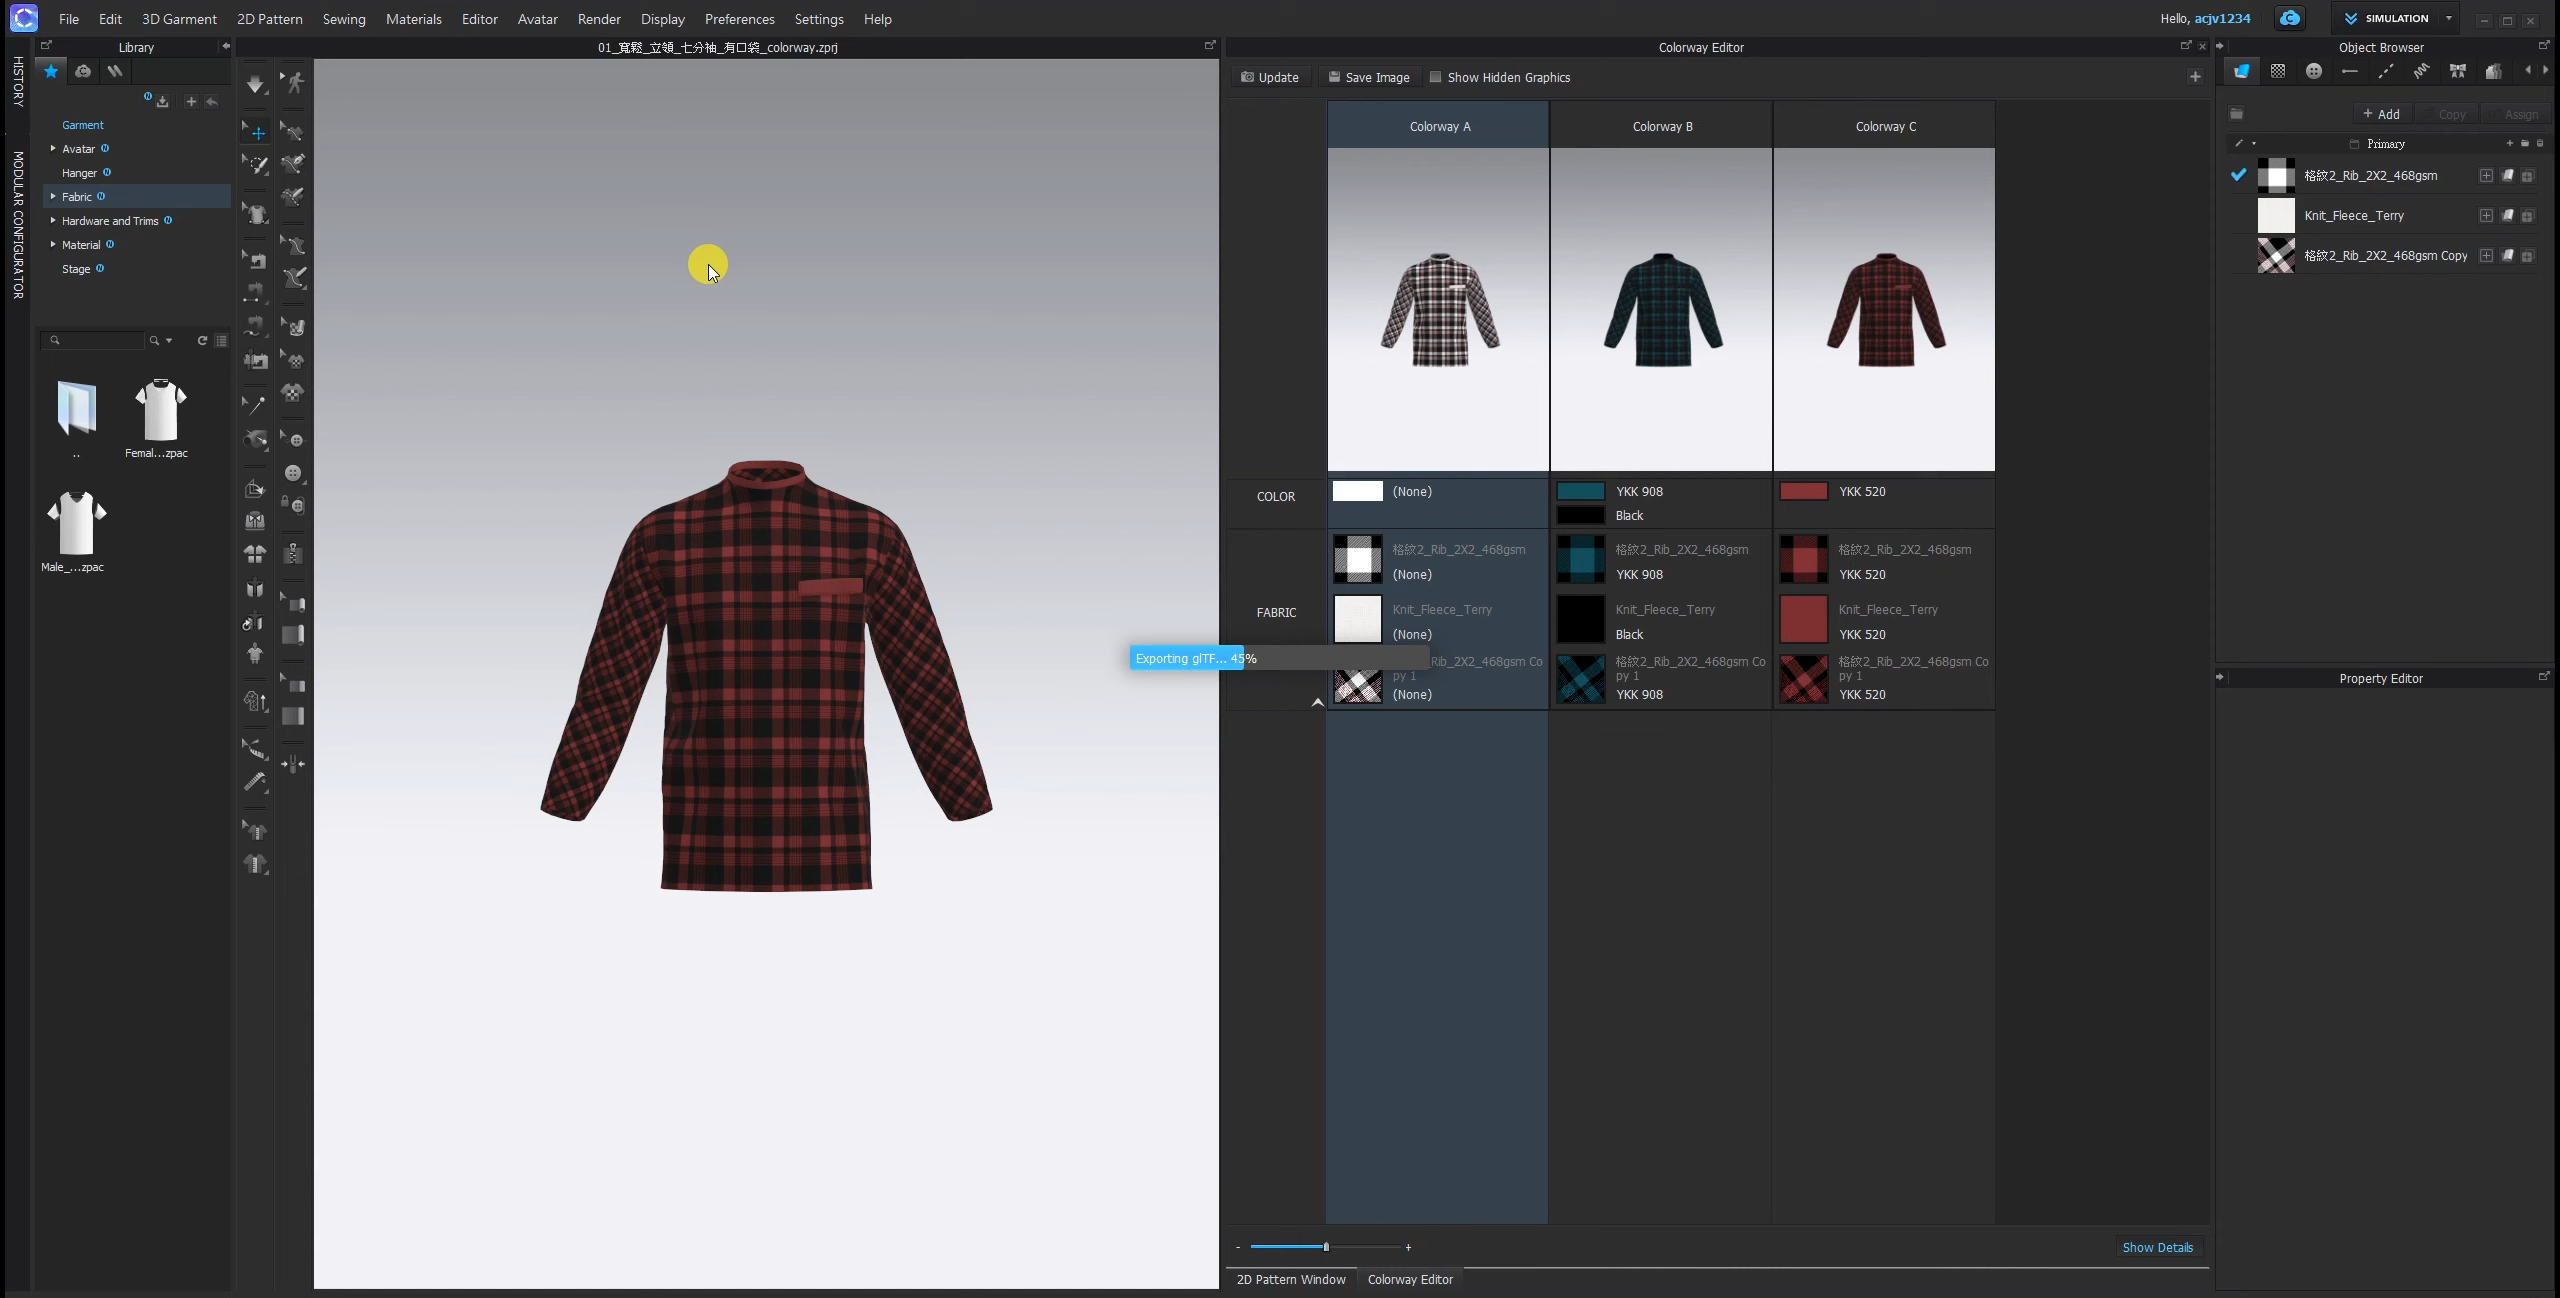 File Edit 3D Garment 2D Pattern Sewing Materials Editor Avatar Render Display Preferences Settings Help
Hello, acjv1234
SIMULATION
HISTORY
MODULAR CONFIGURATOR
Library
Garment
Avatar
Hanger
Fabric
Hardware and Trims
Material
Stage
..
Femal...zpac
Male_...zpac
01_寬鬆_立領_七分袖_有口袋_colorway.zprj
Colorway Editor
Update Save Image Show Hidden Graphics
Colorway A Colorway B Colorway C
COLOR
(None) YKK 908 YKK 520
Black
FABRIC
格紋2_Rib_2X2_468gsm 格紋2_Rib_2X2_468gsm 格紋2_Rib_2X2_468gsm
(None) YKK 908 YKK 520
Knit_Fleece_Terry Knit_Fleece_Terry Knit_Fleece_Terry
(None) Black YKK 520
Exporting glTF... 45%
Rib_2X2_468gsm Co 格紋2_Rib_2X2_468gsm Co 格紋2_Rib_2X2_468gsm Co
py 1 py 1 py 1
(None) YKK 908 YKK 520
- +
Show Details
2D Pattern Window Colorway Editor
Object Browser
+ Add Copy Assign
Primary
格紋2_Rib_2X2_468gsm
Knit_Fleece_Terry
格紋2_Rib_2X2_468gsm Copy
Property Editor